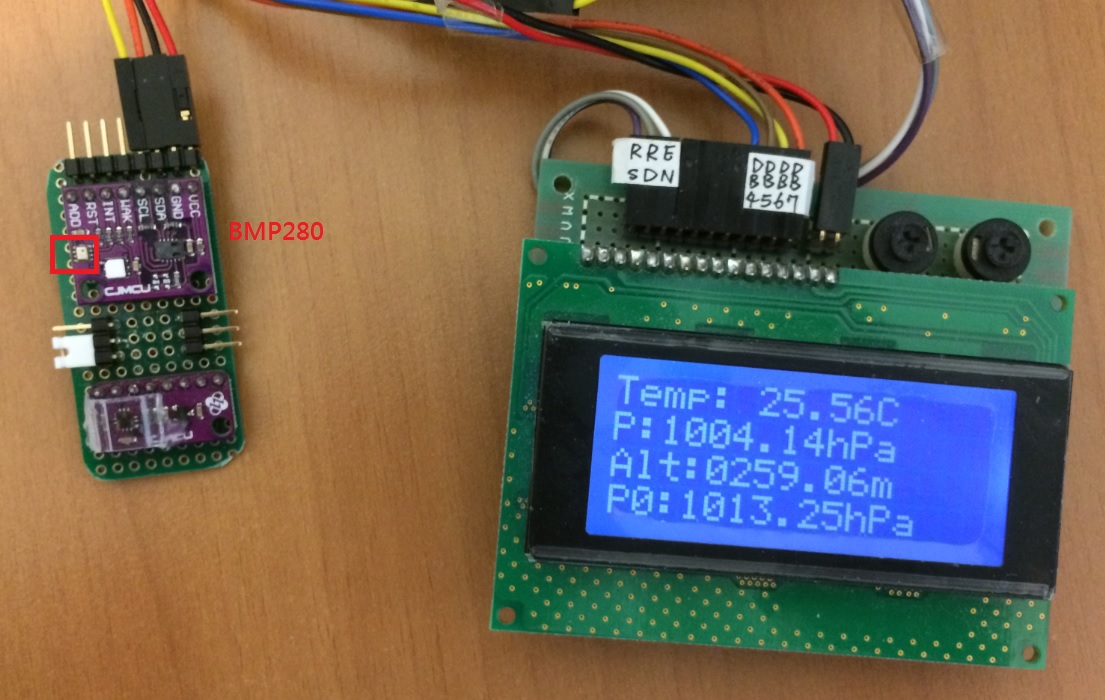 RRE
SDN
DDDD
BBBB
4567
ADD RST INT WAK SCL SDA GND VCC
BMP280
CJMCU
Temp: 25.56C
P:1004.14hPa
Alt:0259.06m
P0:1013.25hPa